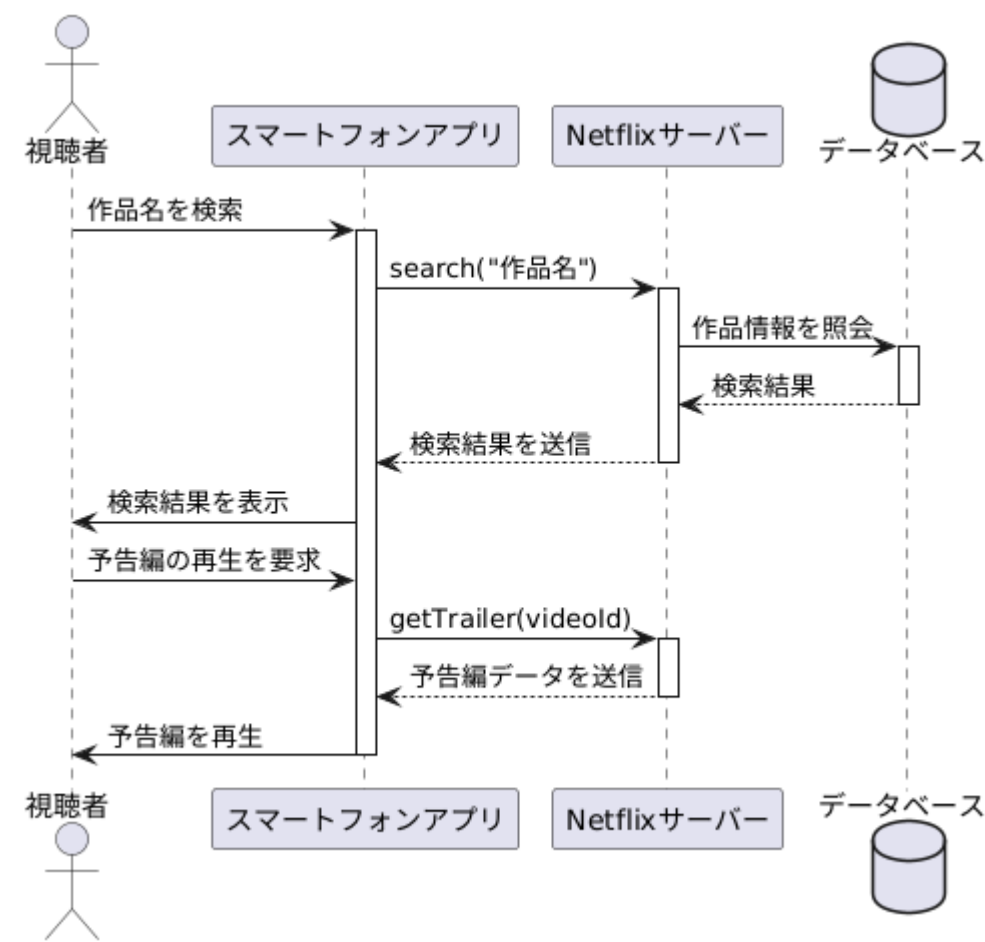 視聴者
スマートフォンアプリ
Netflixサーバー
データベース
作品名を検索
search("作品名")
作品情報を照会
検索結果
検索結果を送信
検索結果を表示
予告編の再生を要求
getTrailer(videoId)
予告編データを送信
予告編を再生
視聴者
スマートフォンアプリ
Netflixサーバー
データベース